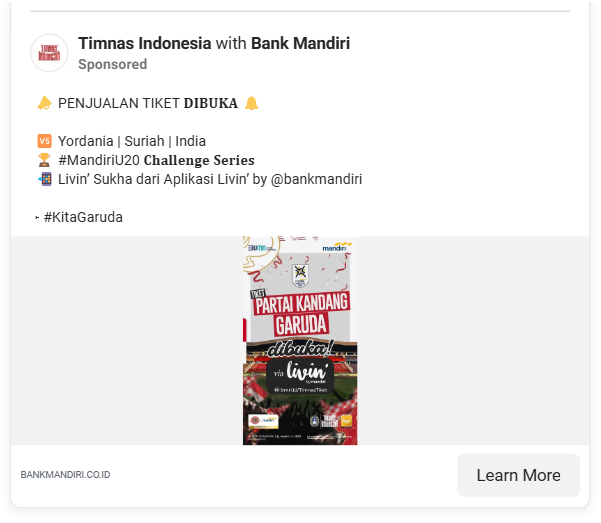 Timnas Indonesia with Bank Mandiri
Sponsored
PENJUALAN TIKET DIBUKA
VS Yordania | Suriah | India
#MandiriU20 Challenge Series
Livin’ Sukha dari Aplikasi Livin’ by @bankmandiri
#KitaGaruda
BUMN
mandiri
TIKET
PARTAI KANDANG
GARUDA
dibuka!
via livin'
by mandiri
BANKMANDIRI.CO.ID
Learn More